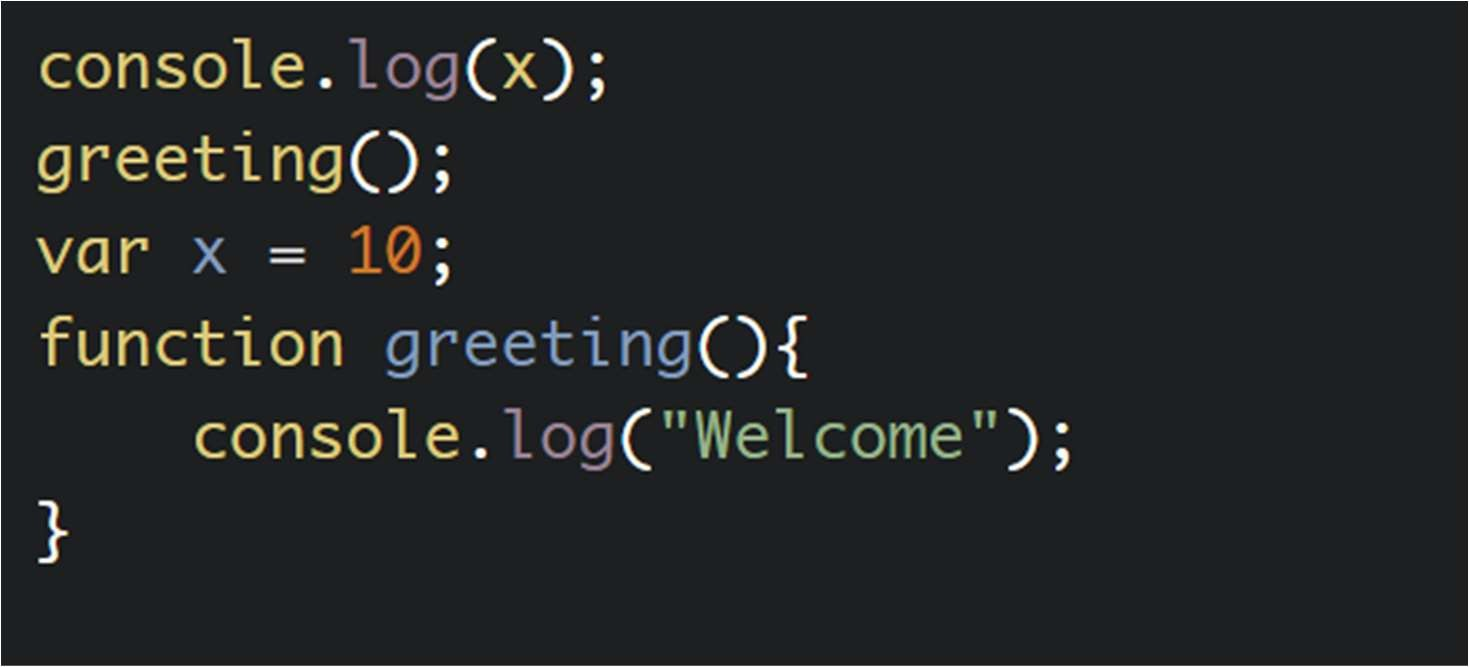 console.log(x);
greeting();
var x = 10;
function greeting(){
    console.log("Welcome");
}